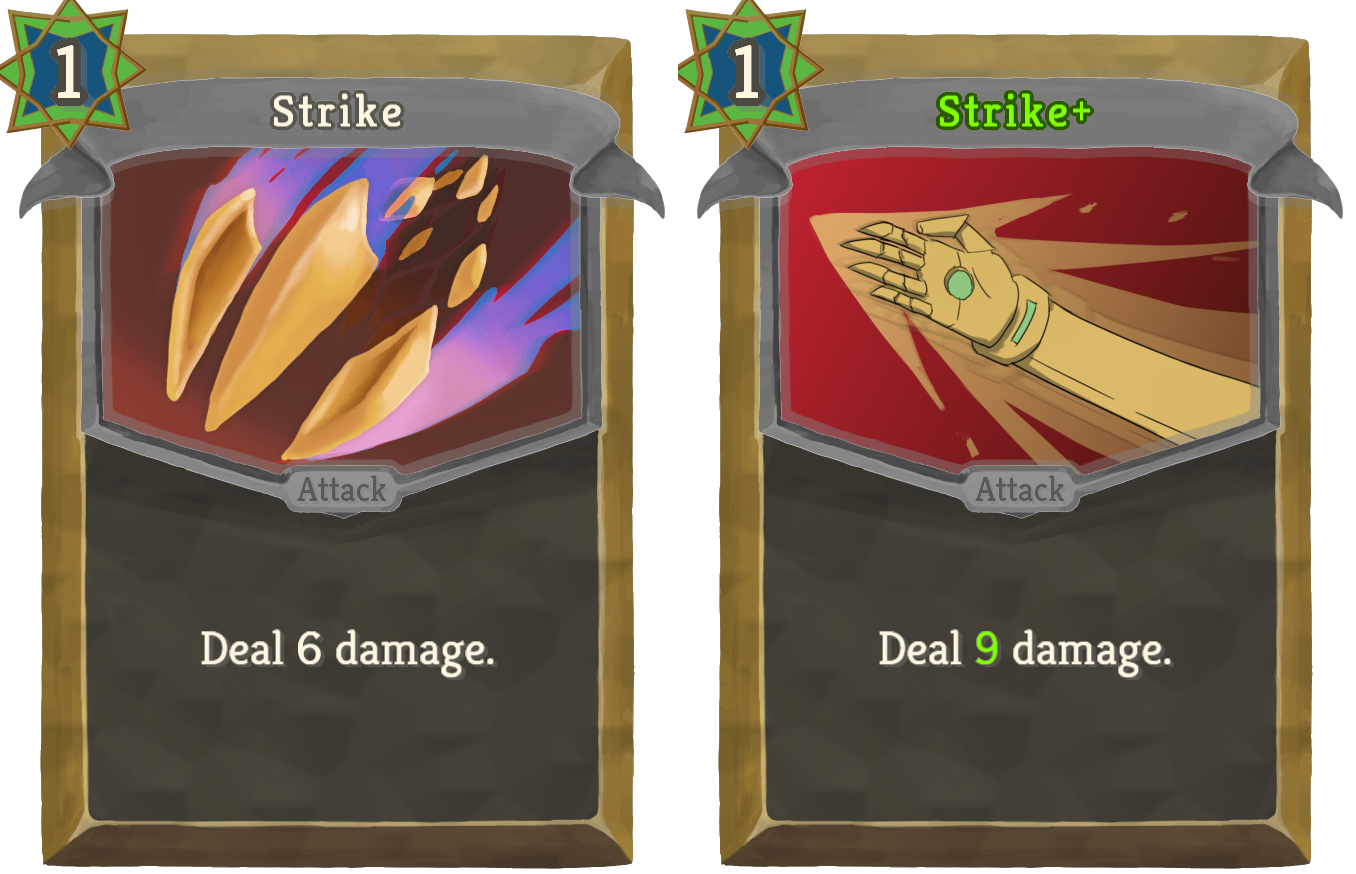 1
Strike
Attack
Deal 6 damage.
1
Strike+
Attack
Deal 9 damage.